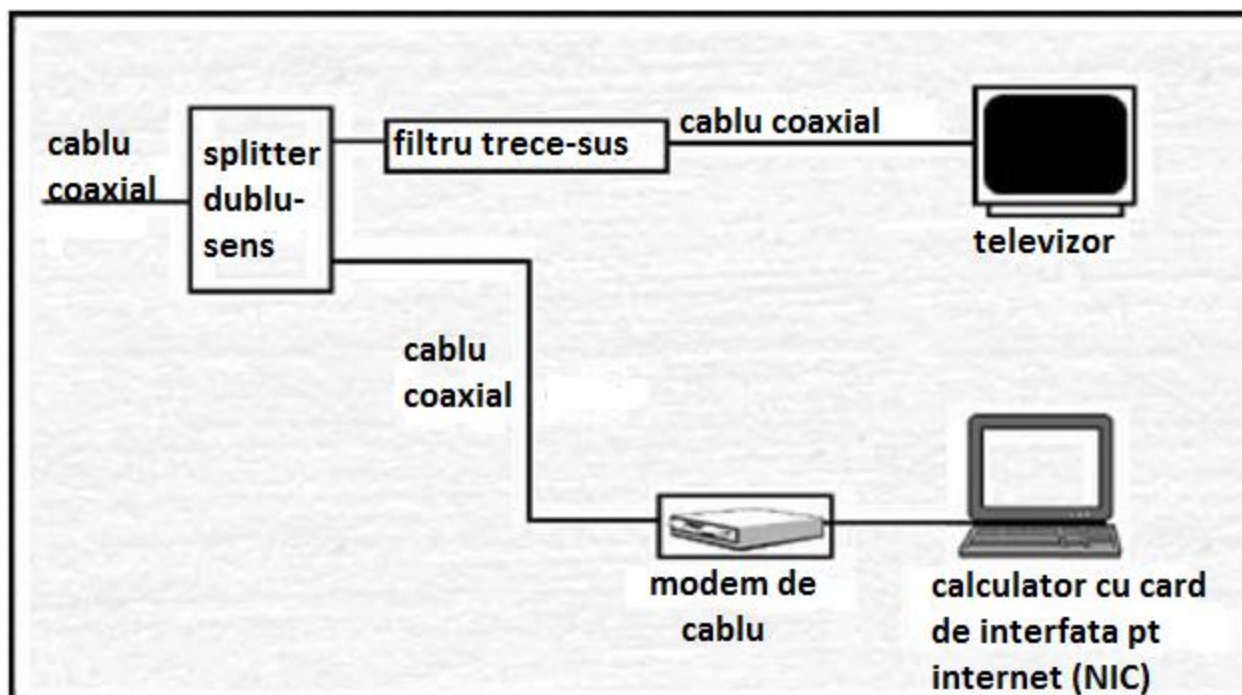 cablu
coaxial
splitter
dublu-
sens
filtru trece-sus
cablu coaxial
televizor
cablu
coaxial
modem de
cablu
calculator cu card
de interfata pt
internet (NIC)